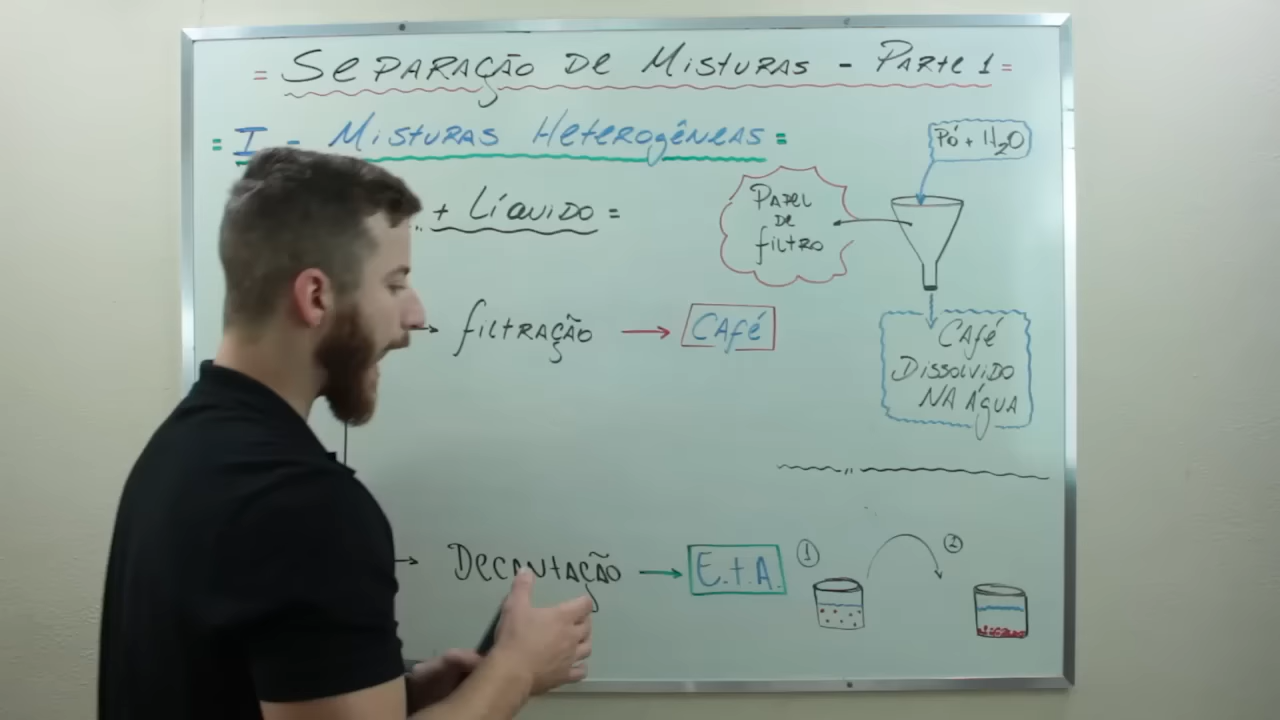 = Separação de Misturas - Parte 1 =
= I - Misturas Heterogêneas =
+ Líquido =
Pó + H₂O
Papel
de
filtro
filtração → Café
Café
Dissolvido
na água
Decantação → E.t.A.
1
2